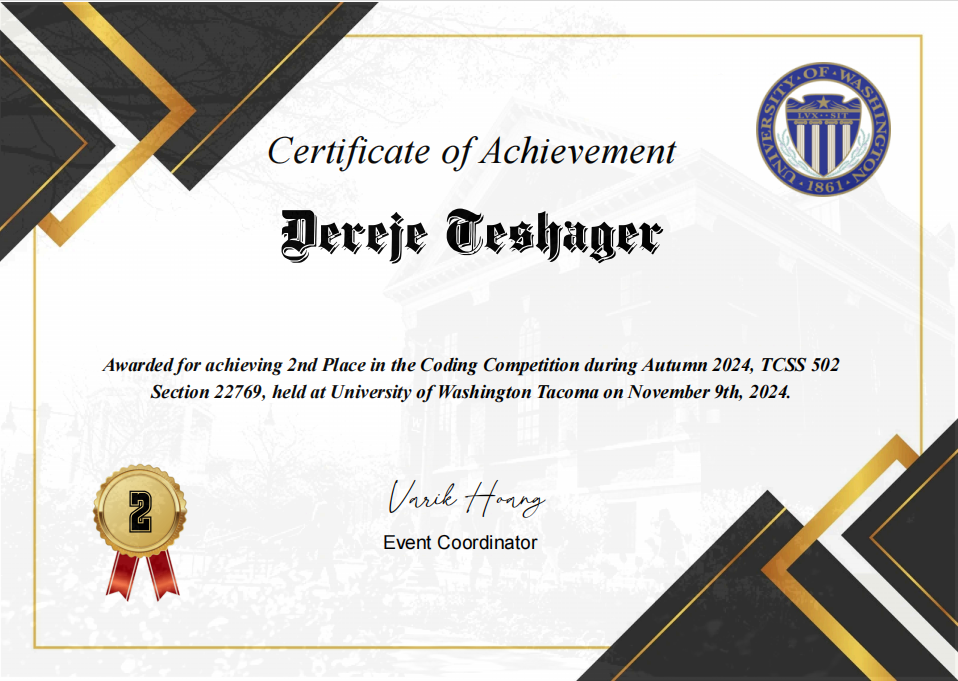 UNIVERSITY·OF·WASHINGTON
LVX··SIT
·1861·
Certificate of Achievement
Dereje Teshager
Awarded for achieving 2nd Place in the Coding Competition during Autumn 2024, TCSS 502
Section 22769, held at University of Washington Tacoma on November 9th, 2024.
2
Varik Hoang
Event Coordinator